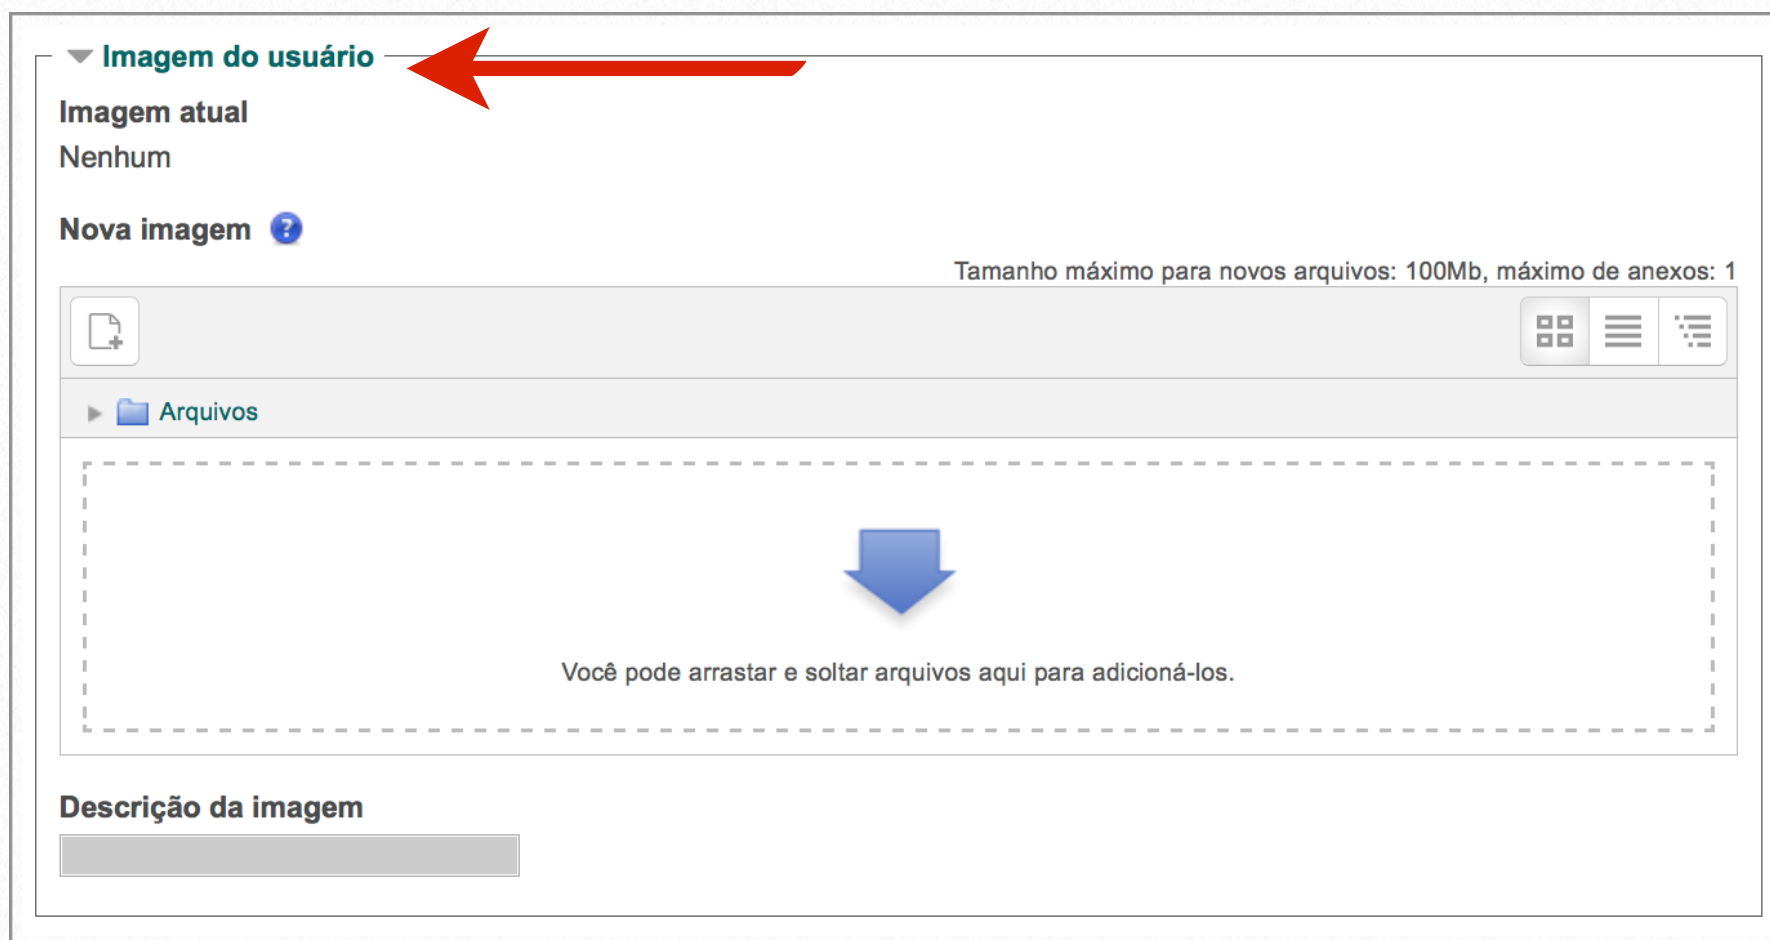 Imagem do usuário
Imagem atual
Nenhum
Nova imagem ?
Tamanho máximo para novos arquivos: 100Mb, máximo de anexos: 1
Arquivos
Você pode arrastar e soltar arquivos aqui para adicioná-los.
Descrição da imagem